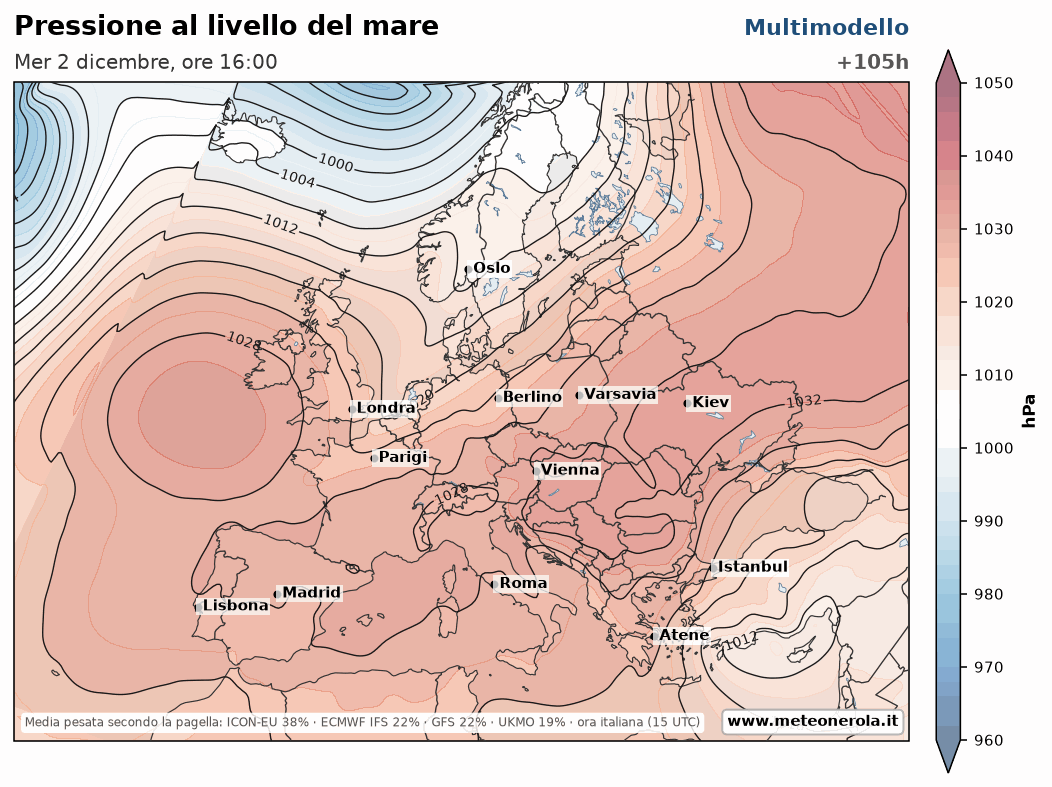 Pressione al livello del mare
Multimodello
Mer 2 dicembre, ore 16:00
+105h
1050
1040
1030
1020
1010
1000
990
980
970
960
hPa
1000
1004
1012
Oslo
1028
Londra
Berlino
Varsavia
Kiev
1032
Parigi
Vienna
1028
Istanbul
Madrid
Roma
Lisbona
Atene
1012
Media pesata secondo la pagella: ICON-EU 38% · ECMWF IFS 22% · GFS 22% · UKMO 19% · ora italiana (15 UTC)
www.meteonerola.it